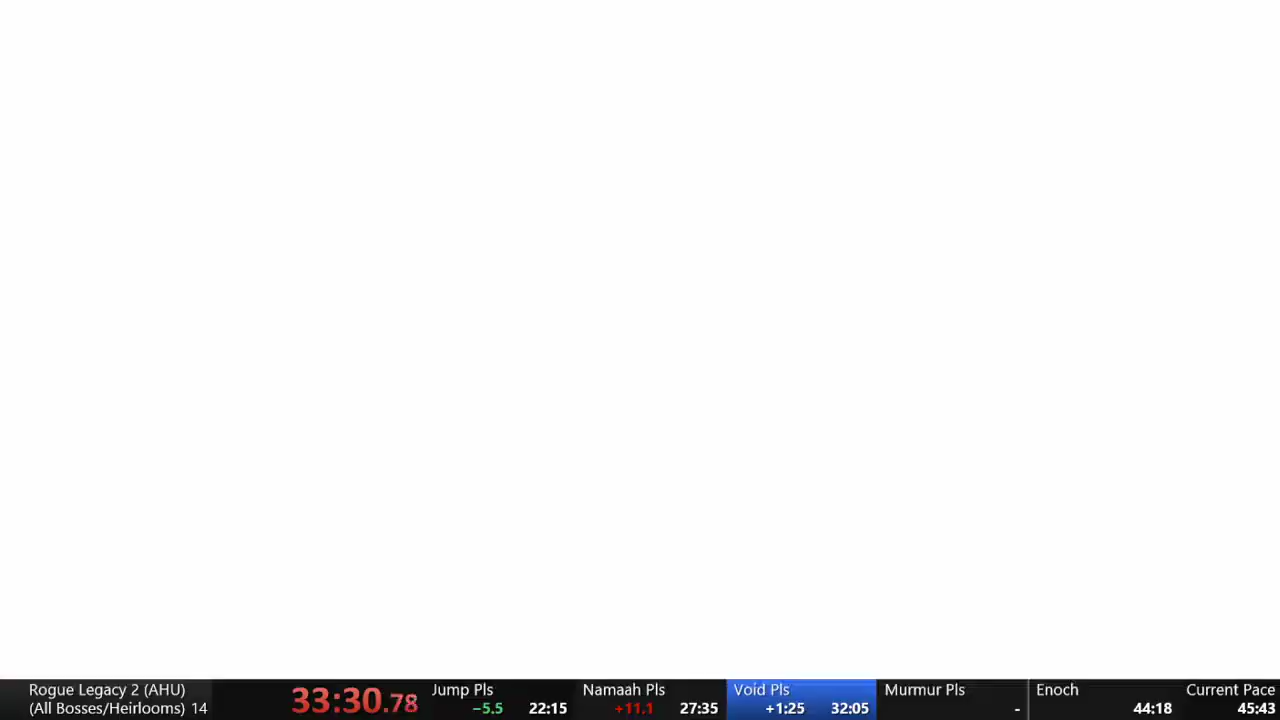 Rogue Legacy 2 (AHU)
(All Bosses/Heirlooms) 14
33:30.78
Jump Pls
−5.5 22:15
Namaah Pls
+11.1 27:35
Void Pls
+1:25 32:05
Murmur Pls
-
Enoch
44:18
Current Pace
45:43